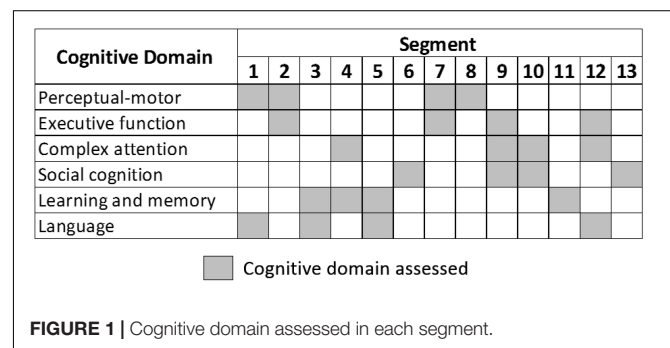 Cognitive Domain Segment
1 2 3 4 5 6 7 8 9 10 11 12 13
Perceptual-motor
Executive function
Complex attention
Social cognition
Learning and memory
Language
Cognitive domain assessed
FIGURE 1 | Cognitive domain assessed in each segment.